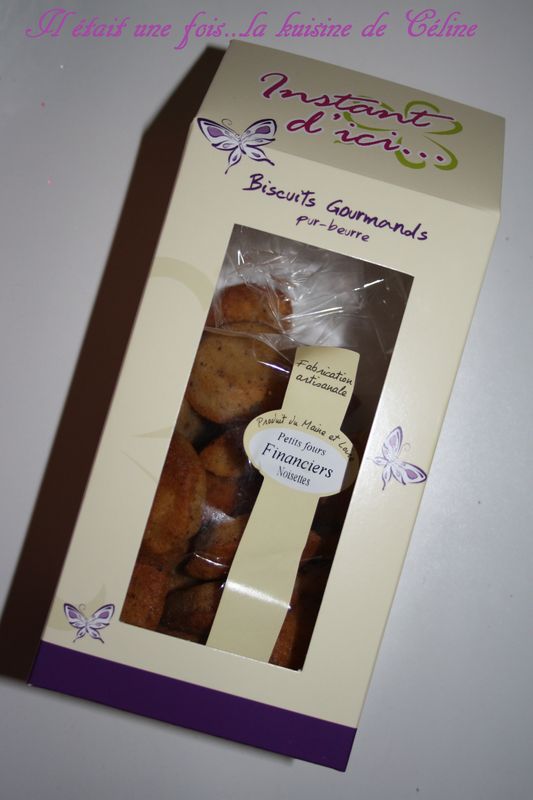 Il était une fois...la kuisine de Céline
Instant
d'ici...
Biscuits Gourmands
pur-beurre
Fabrication
artisanale
Produit du Maine et Loire
Petits fours
Financiers
Noisettes